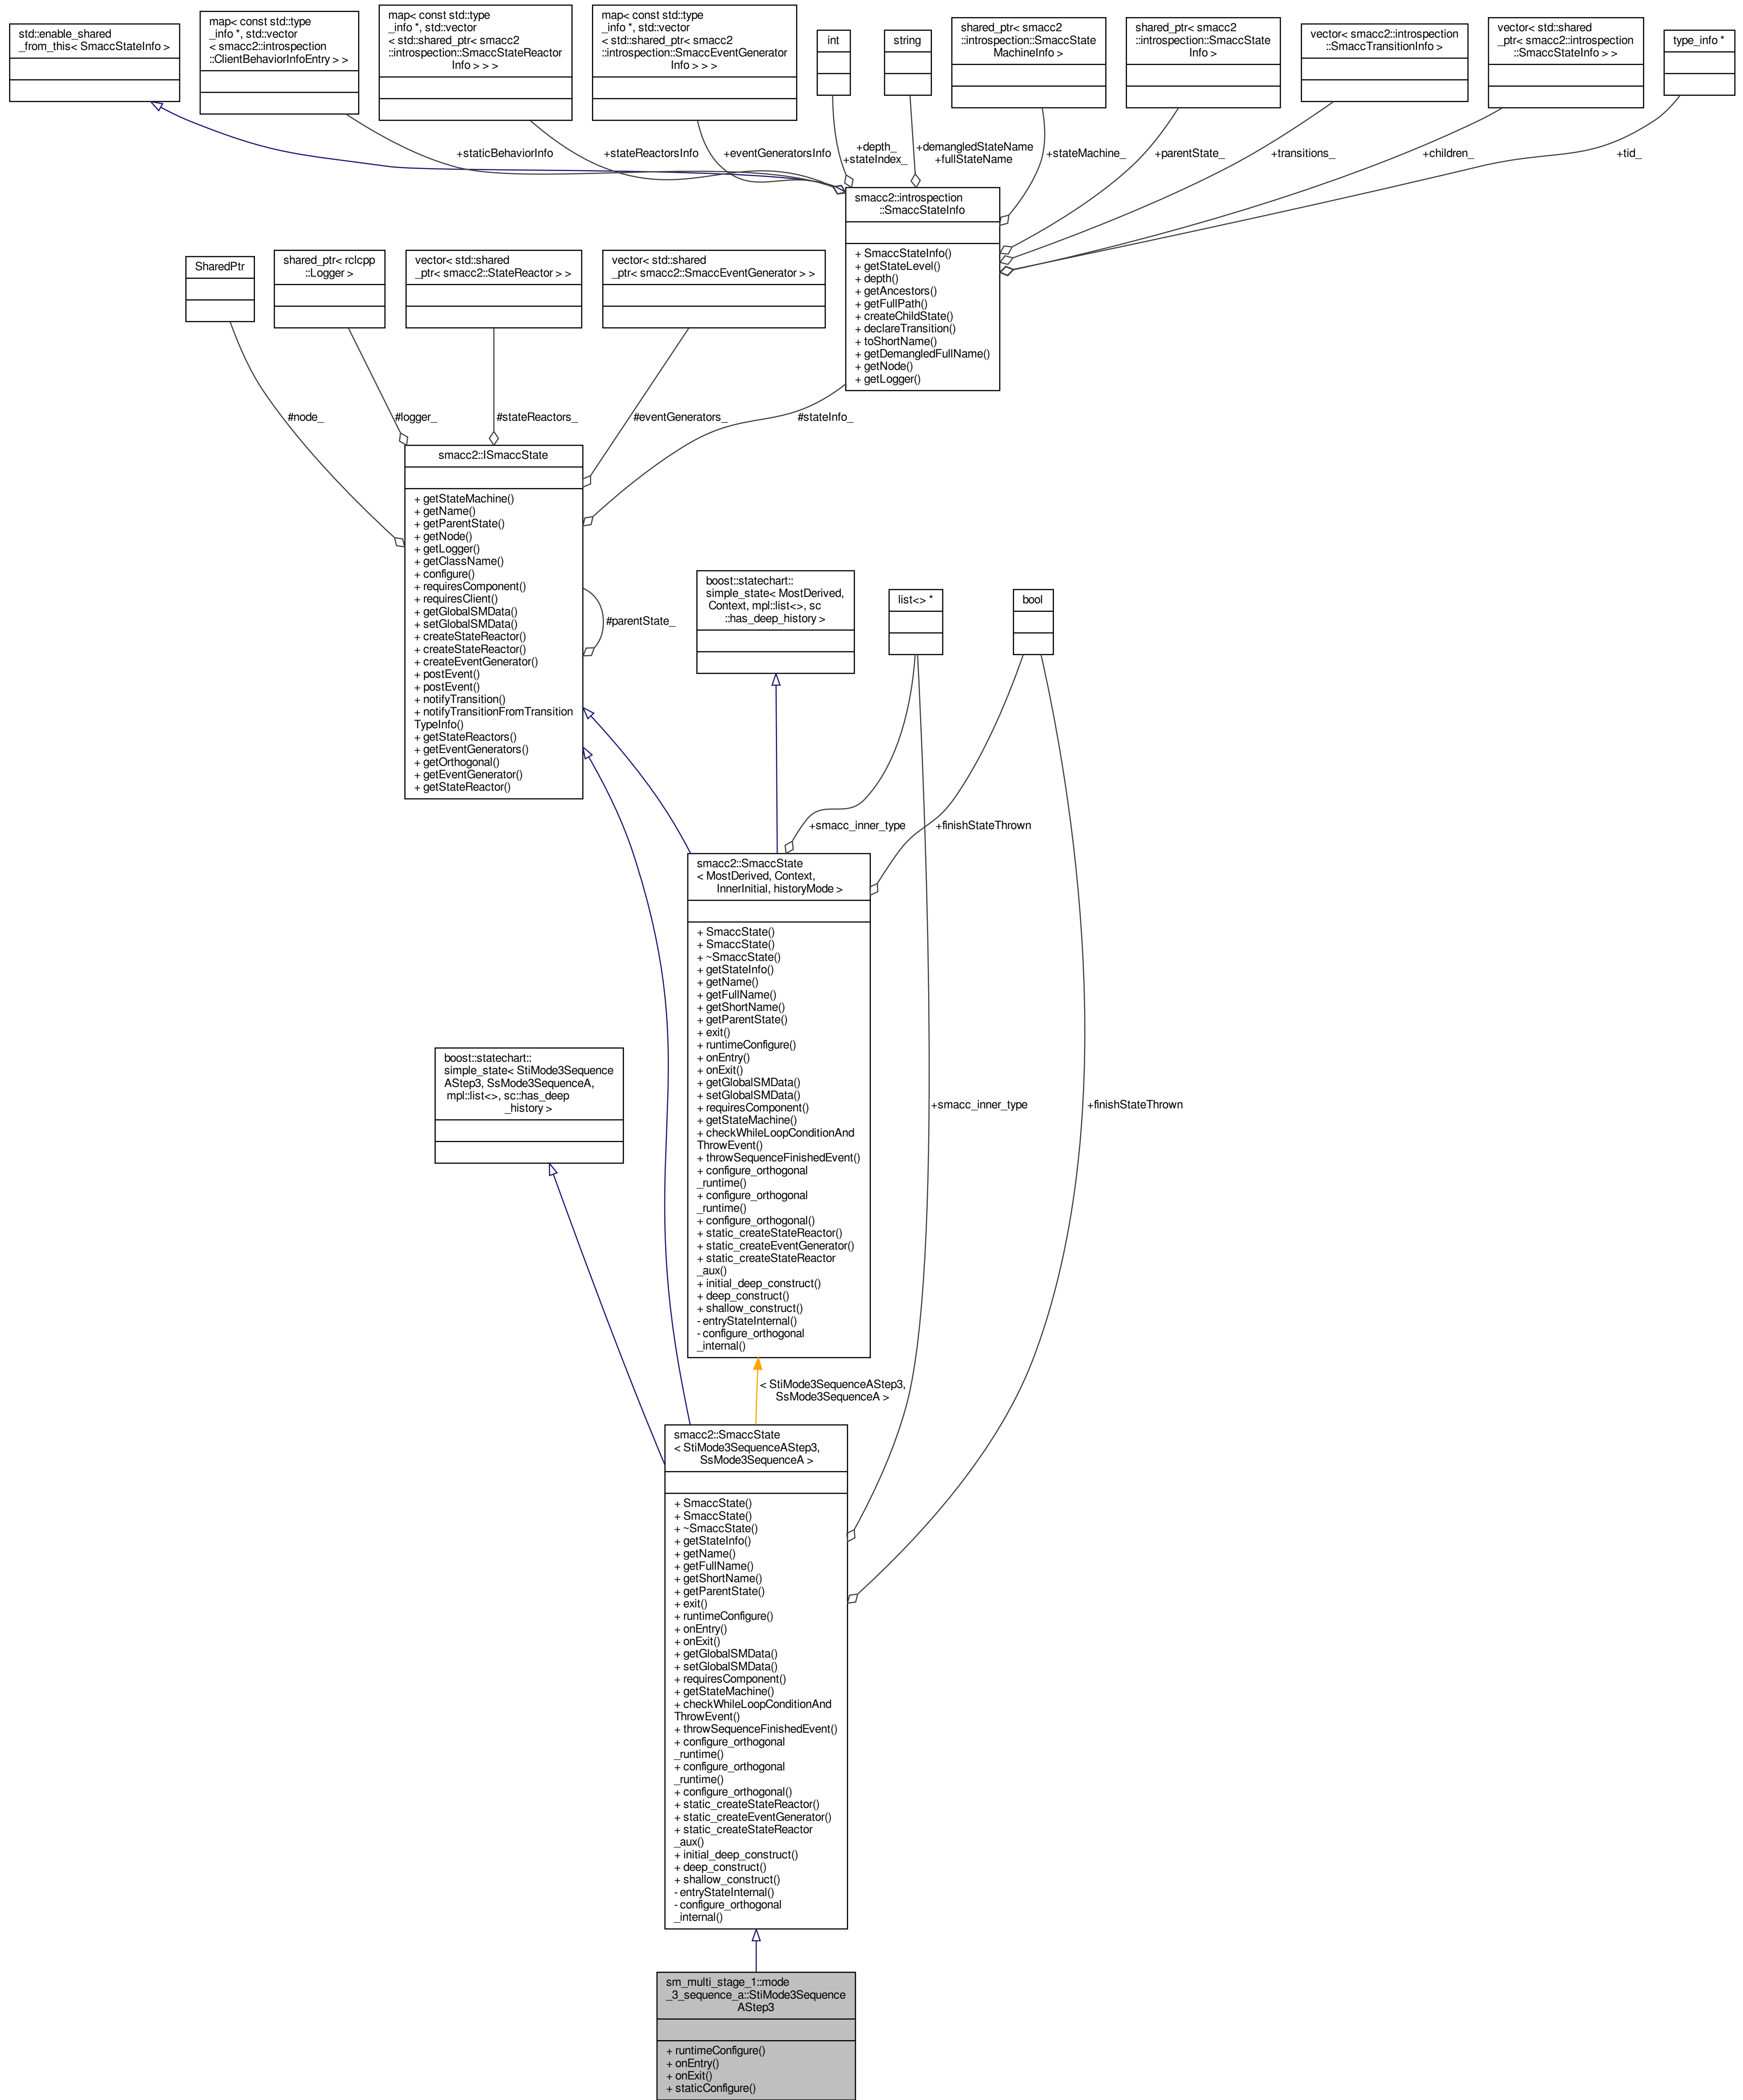 std::enable_shared
_from_this< SmaccStateInfo >
map< const std::type
_info *, std::vector
< smacc2::introspection
::ClientBehaviorInfoEntry > >
map< const std::type
_info *, std::vector
< std::shared_ptr< smacc2
::introspection::SmaccStateReactor
Info > > >
map< const std::type
_info *, std::vector
< std::shared_ptr< smacc2
::introspection::SmaccEventGenerator
Info > > >
int
string
shared_ptr< smacc2
::introspection::SmaccState
MachineInfo >
shared_ptr< smacc2
::introspection::SmaccState
Info >
vector< smacc2::introspection
::SmaccTransitionInfo >
vector< std::shared
_ptr< smacc2::introspection
::SmaccStateInfo > >
type_info *
+staticBehaviorInfo
+stateReactorsInfo
+eventGeneratorsInfo
+depth_
+stateIndex_
+demangledStateName
+fullStateName
+stateMachine_
+parentState_
+transitions_
+children_
+tid_
smacc2::introspection
::SmaccStateInfo
+ SmaccStateInfo()
+ getStateLevel()
+ depth()
+ getAncestors()
+ getFullPath()
+ createChildState()
+ declareTransition()
+ toShortName()
+ getDemangledFullName()
+ getNode()
+ getLogger()
SharedPtr
shared_ptr< rclcpp
::Logger >
vector< std::shared
_ptr< smacc2::StateReactor > >
vector< std::shared
_ptr< smacc2::SmaccEventGenerator > >
#node_
#logger_
#stateReactors_
#eventGenerators_
#stateInfo_
smacc2::ISmaccState
+ getStateMachine()
+ getName()
+ getParentState()
+ getNode()
+ getLogger()
+ getClassName()
+ configure()
+ requiresComponent()
+ requiresClient()
+ getGlobalSMData()
+ setGlobalSMData()
+ createStateReactor()
+ createStateReactor()
+ createEventGenerator()
+ postEvent()
+ postEvent()
+ notifyTransition()
+ notifyTransitionFromTransition
TypeInfo()
+ getStateReactors()
+ getEventGenerators()
+ getOrthogonal()
+ getEventGenerator()
+ getStateReactor()
#parentState_
boost::statechart::
simple_state< MostDerived,
Context, mpl::list<>, sc
::has_deep_history >
list<> *
bool
+smacc_inner_type
+finishStateThrown
smacc2::SmaccState
< MostDerived, Context,
InnerInitial, historyMode >
+ SmaccState()
+ SmaccState()
+ ~SmaccState()
+ getStateInfo()
+ getName()
+ getFullName()
+ getShortName()
+ getParentState()
+ exit()
+ runtimeConfigure()
+ onEntry()
+ onExit()
+ getGlobalSMData()
+ setGlobalSMData()
+ requiresComponent()
+ getStateMachine()
+ checkWhileLoopConditionAnd
ThrowEvent()
+ throwSequenceFinishedEvent()
+ configure_orthogonal
_runtime()
+ configure_orthogonal
_runtime()
+ configure_orthogonal()
+ static_createStateReactor()
+ static_createEventGenerator()
+ static_createStateReactor
_aux()
+ initial_deep_construct()
+ deep_construct()
+ shallow_construct()
- entryStateInternal()
- configure_orthogonal
_internal()
boost::statechart::
simple_state< StiMode3Sequence
AStep3, SsMode3SequenceA,
mpl::list<>, sc::has_deep
_history >
+smacc_inner_type
+finishStateThrown
< StiMode3SequenceAStep3,
SsMode3SequenceA >
smacc2::SmaccState
< StiMode3SequenceAStep3,
SsMode3SequenceA >
+ SmaccState()
+ SmaccState()
+ ~SmaccState()
+ getStateInfo()
+ getName()
+ getFullName()
+ getShortName()
+ getParentState()
+ exit()
+ runtimeConfigure()
+ onEntry()
+ onExit()
+ getGlobalSMData()
+ setGlobalSMData()
+ requiresComponent()
+ getStateMachine()
+ checkWhileLoopConditionAnd
ThrowEvent()
+ throwSequenceFinishedEvent()
+ configure_orthogonal
_runtime()
+ configure_orthogonal
_runtime()
+ configure_orthogonal()
+ static_createStateReactor()
+ static_createEventGenerator()
+ static_createStateReactor
_aux()
+ initial_deep_construct()
+ deep_construct()
+ shallow_construct()
- entryStateInternal()
- configure_orthogonal
_internal()
sm_multi_stage_1::mode
_3_sequence_a::StiMode3Sequence
AStep3
+ runtimeConfigure()
+ onEntry()
+ onExit()
+ staticConfigure()